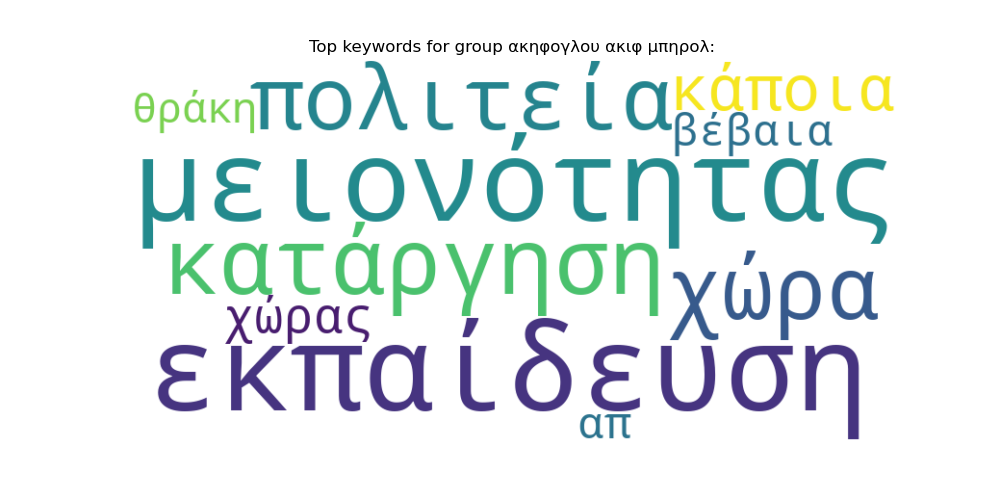 Top keywords for group ακηφογλου ακιφ μπηρολ:
θράκη πολιτεία κάποια
βέβαια
μειονότητας
κατάργηση χώρα
χώρας
εκπαίδευση
απ